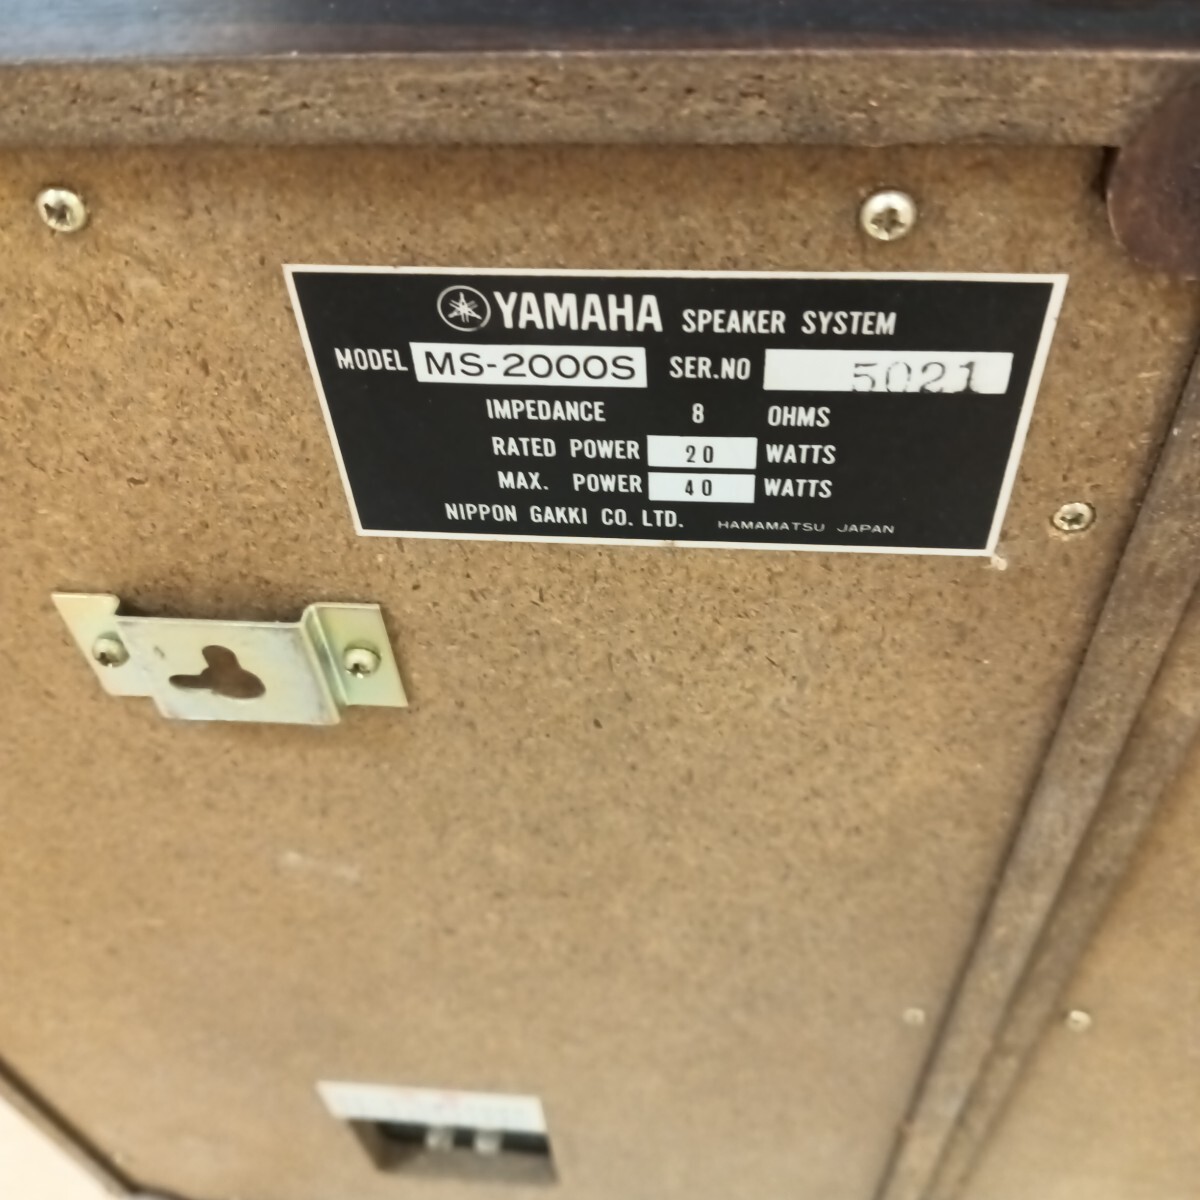 YAMAHA SPEAKER SYSTEM
MODEL MS-2000S SER.NO 5021
IMPEDANCE 8 OHMS
RATED POWER 20 WATTS
MAX. POWER 40 WATTS
NIPPON GAKKI CO. LTD. HAMAMATSU JAPAN